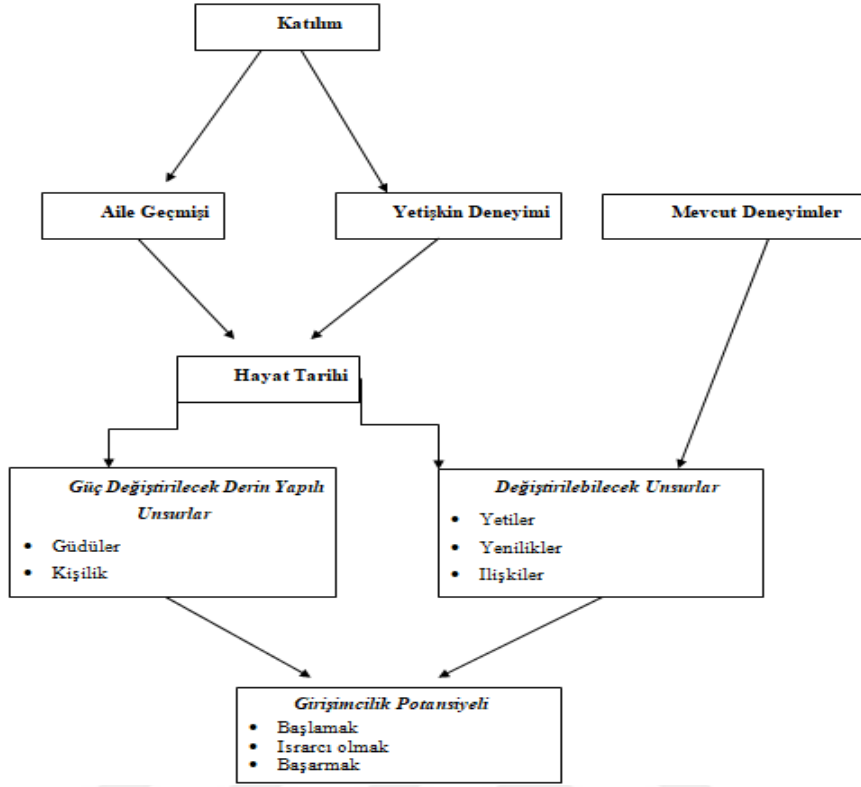 Katılım
Aile Geçmişi
Yetişkin Deneyimi
Mevcut Deneyimler
Hayat Tarihi
Güç Değiştirilecek Derin Yapılı
Unsurlar
• Güdüler
• Kişilik
Değiştirilebilecek Unsurlar
• Yetiler
• Yenilikler
• Ilişkiler
Girişimcilik Potansiyeli
• Başlamak
• Israrcı olmak
• Başarmak